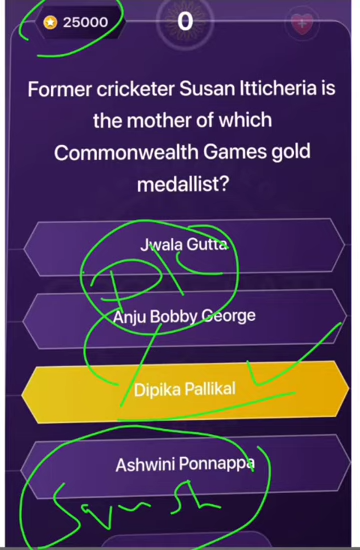 25000
0
Former cricketer Susan Itticheria is
the mother of which
Commonwealth Games gold
medallist?
Jwala Gutta
Anju Bobby George
Dipika Pallikal
Ashwini Ponnappa